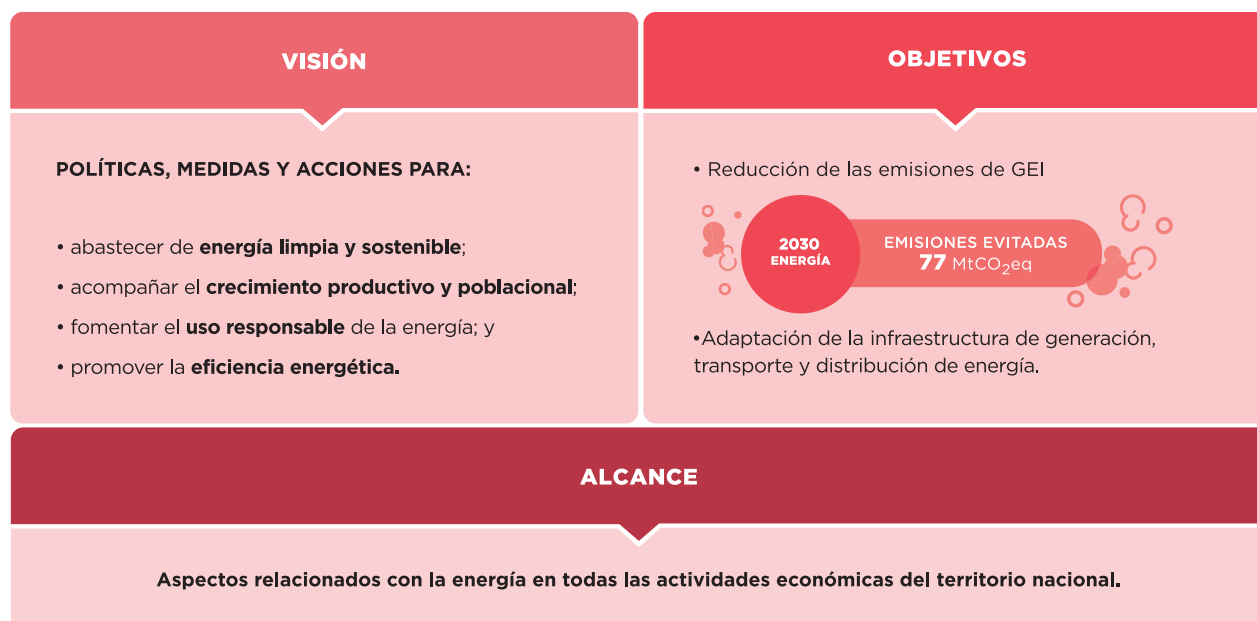 VISIÓN
POLÍTICAS, MEDIDAS Y ACCIONES PARA:
• abastecer de energía limpia y sostenible;
• acompañar el crecimiento productivo y poblacional;
• fomentar el uso responsable de la energía; y
• promover la eficiencia energética.
OBJETIVOS
• Reducción de las emisiones de GEI
2030
ENERGÍA
EMISIONES EVITADAS
77 MtCO₂eq
•Adaptación de la infraestructura de generación,
transporte y distribución de energía.
ALCANCE
Aspectos relacionados con la energía en todas las actividades económicas del territorio nacional.